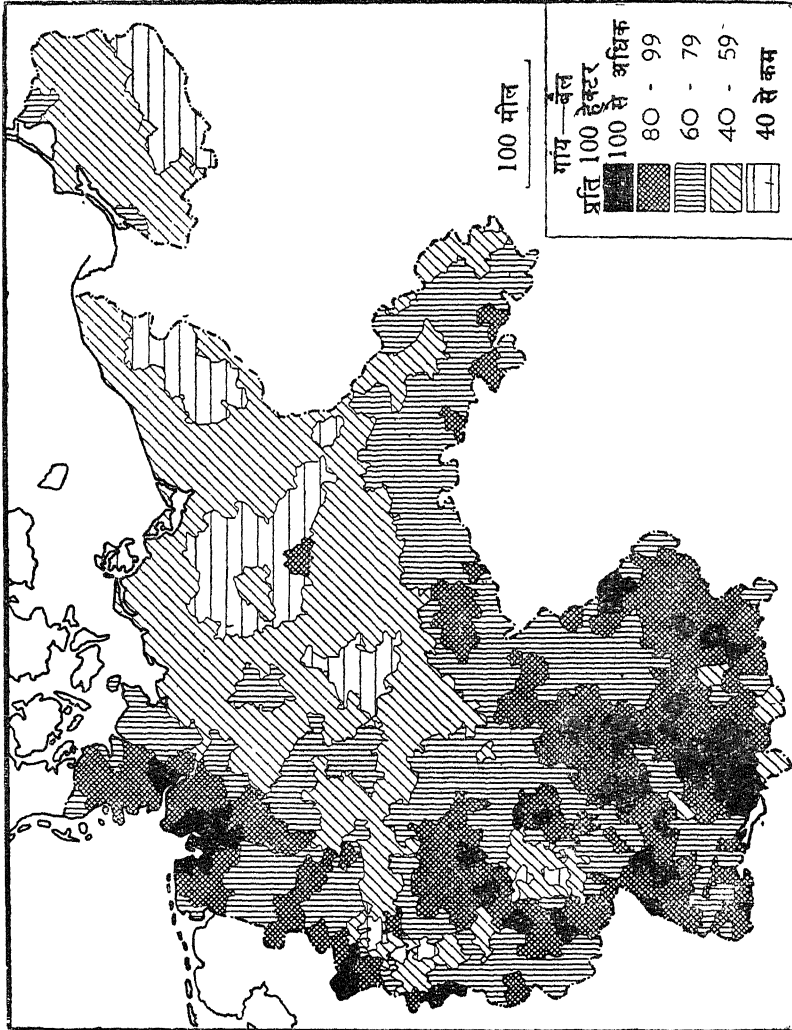 100 मील
गाय—बैल
प्रति 100 हेक्टर
100 से अधिक
80 - 99
60 - 79
40 - 59
40 से कम